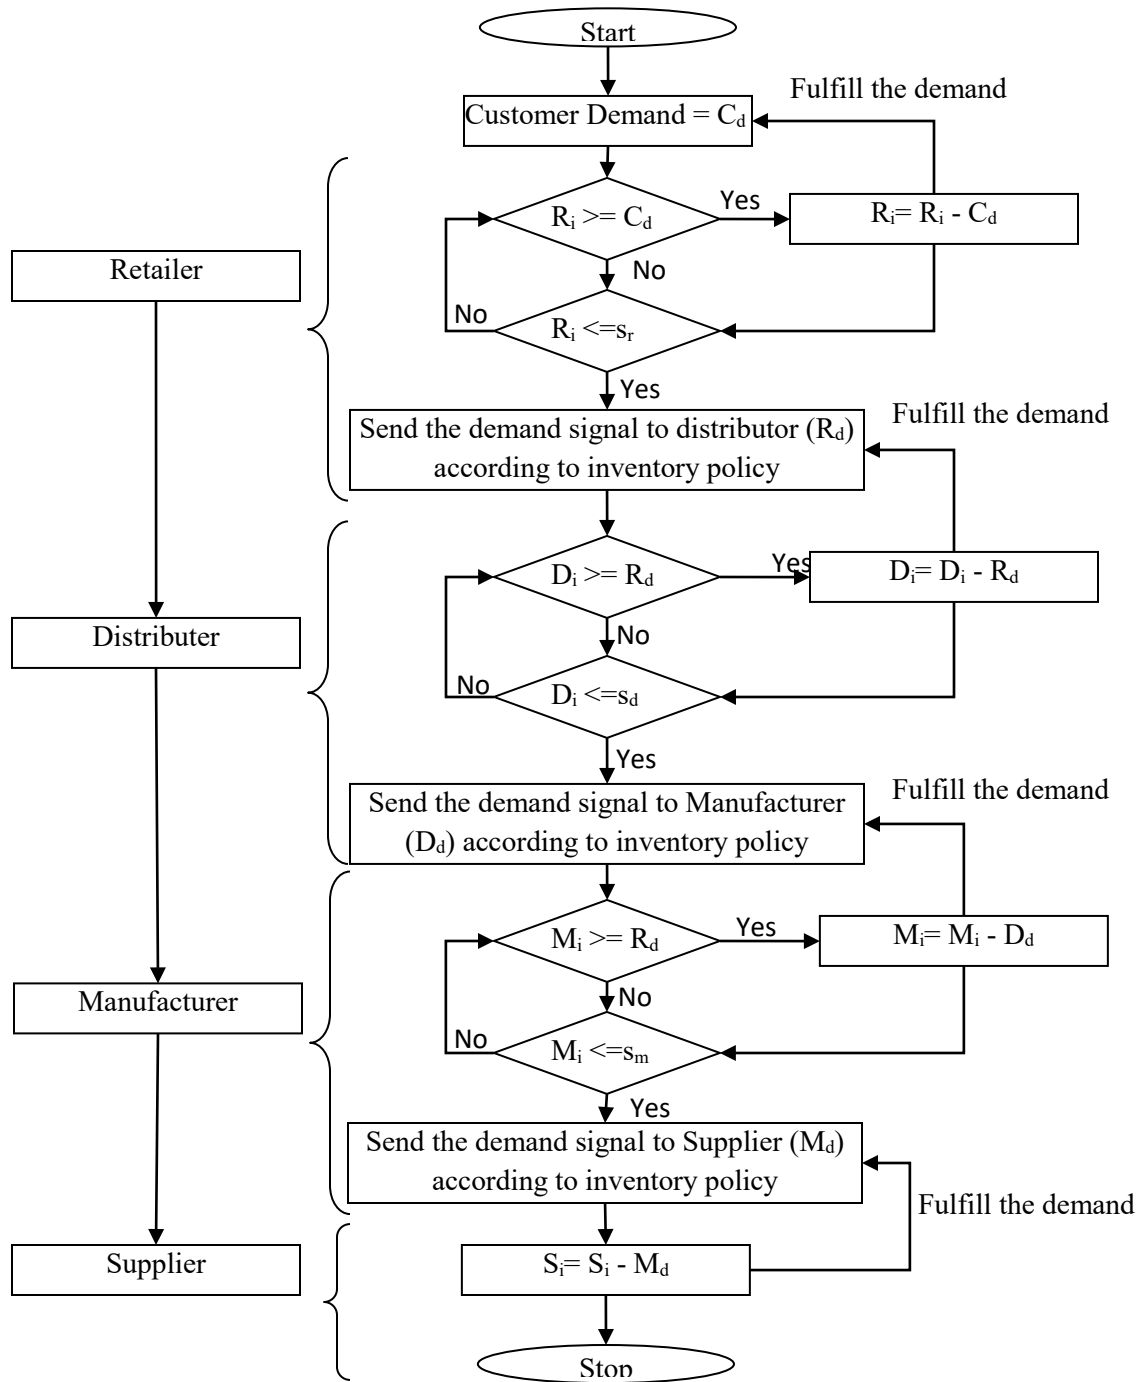 Start
Fulfill the demand
Customer Demand = Cd
Yes
Ri >= Cd
Ri= Ri - Cd
Retailer
No
No
Ri <=sr
Yes
Fulfill the demand
Send the demand signal to distributor (Rd)
according to inventory policy
Yes
Di >= Rd
Di= Di - Rd
Distributer
No
No
Di <=sd
Yes
Fulfill the demand
Send the demand signal to Manufacturer
(Dd) according to inventory policy
Yes
Mi >= Rd
Mi= Mi - Dd
Manufacturer
No
No
Mi <=sm
Yes
Send the demand signal to Supplier (Md)
according to inventory policy
Fulfill the demand
Supplier
Si= Si - Md
Stop